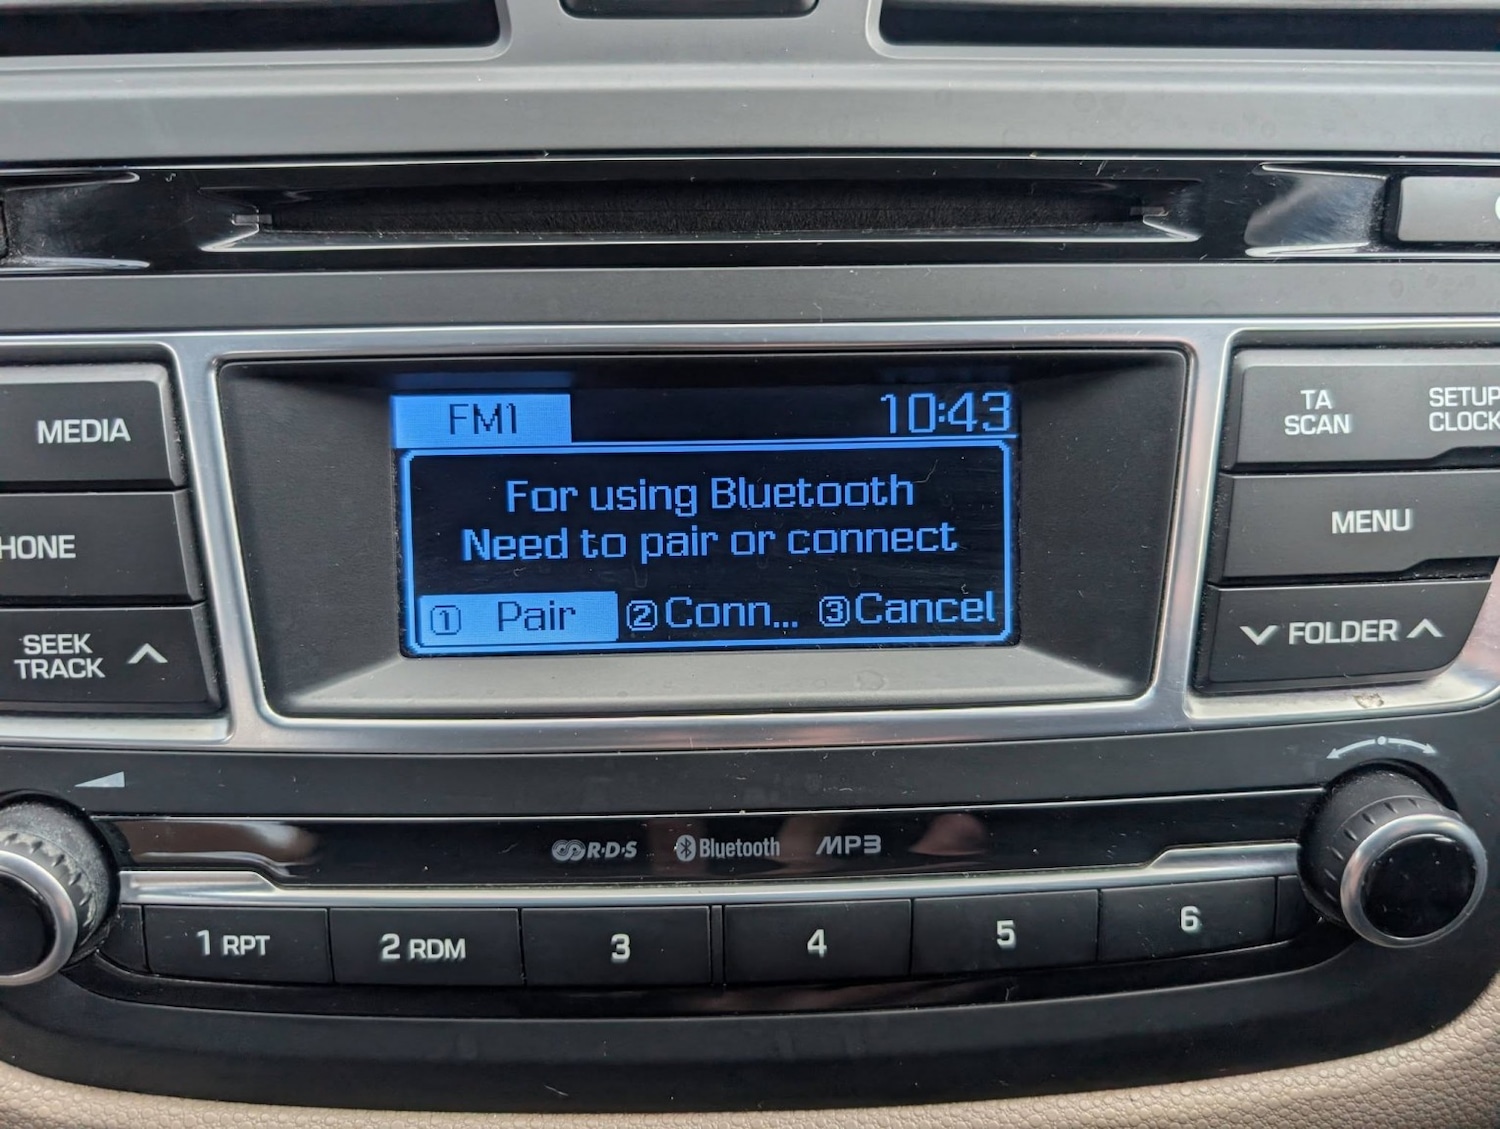 MEDIA
HONE
SEEK
TRACK
FM1 10:43
For using Bluetooth
Need to pair or connect
① Pair ②Conn... ③Cancel
TA
SCAN
SETUP
CLOCK
MENU
FOLDER
R·D·S Bluetooth MP3
1 RPT 2 RDM 3 4 5 6